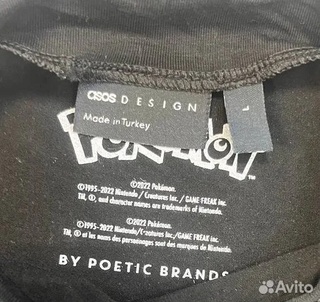 asos DESIGN
L
Made in Turkey
©2022 Pokémon.
©1995-2022 Nintendo / Creatures Inc./ GAME FREAK inc.
TM, ®, and character names are trademarks of Nintendo.
©2022 Pokémon.
©1995-2022 Nintendo/Creatures Inc./GAME FREAK inc.
TM, ® et les noms de personnages sont des marques de Nintendo.
BY POETIC BRANDS
Avito